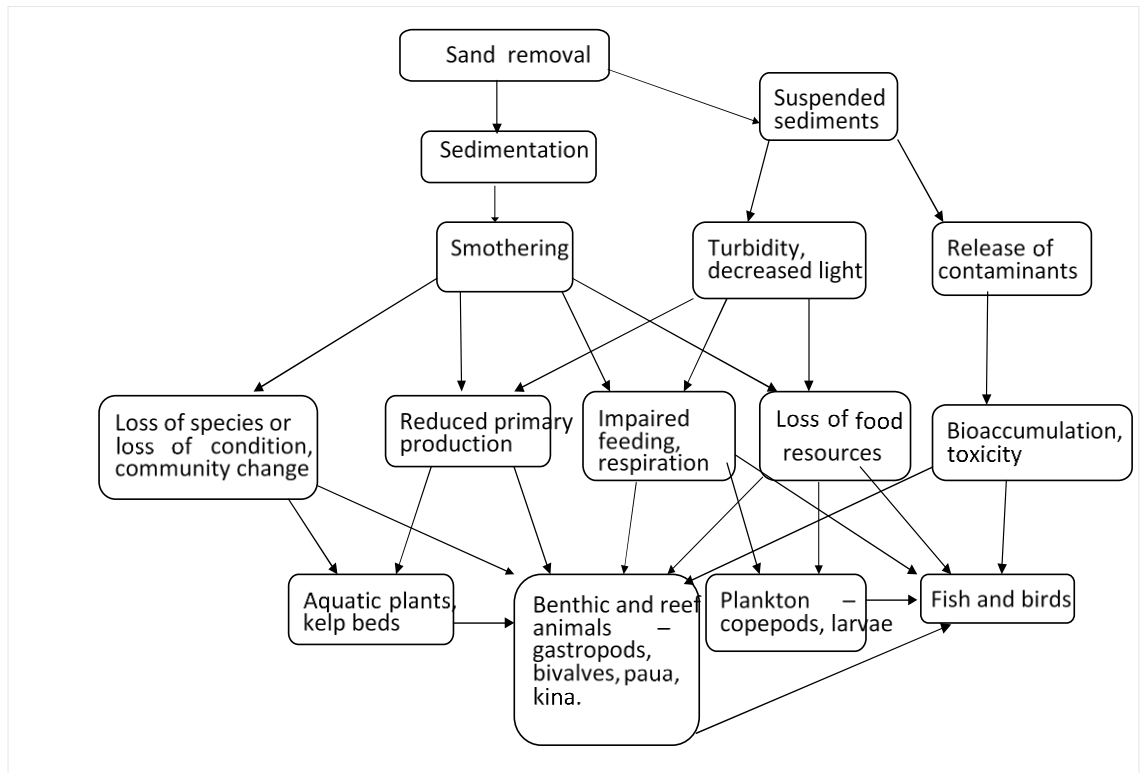 Sand removal
Suspended
sediments
Sedimentation
Smothering
Turbidity,
decreased light
Release of
contaminants
Loss of species or
loss of condition,
community change
Reduced primary
production
Impaired
feeding,
respiration
Loss of food
resources
Bioaccumulation,
toxicity
Aquatic plants,
kelp beds
Benthic and reef
animals –
gastropods,
bivalves, paua,
kina.
Plankton –
copepods, larvae
Fish and birds